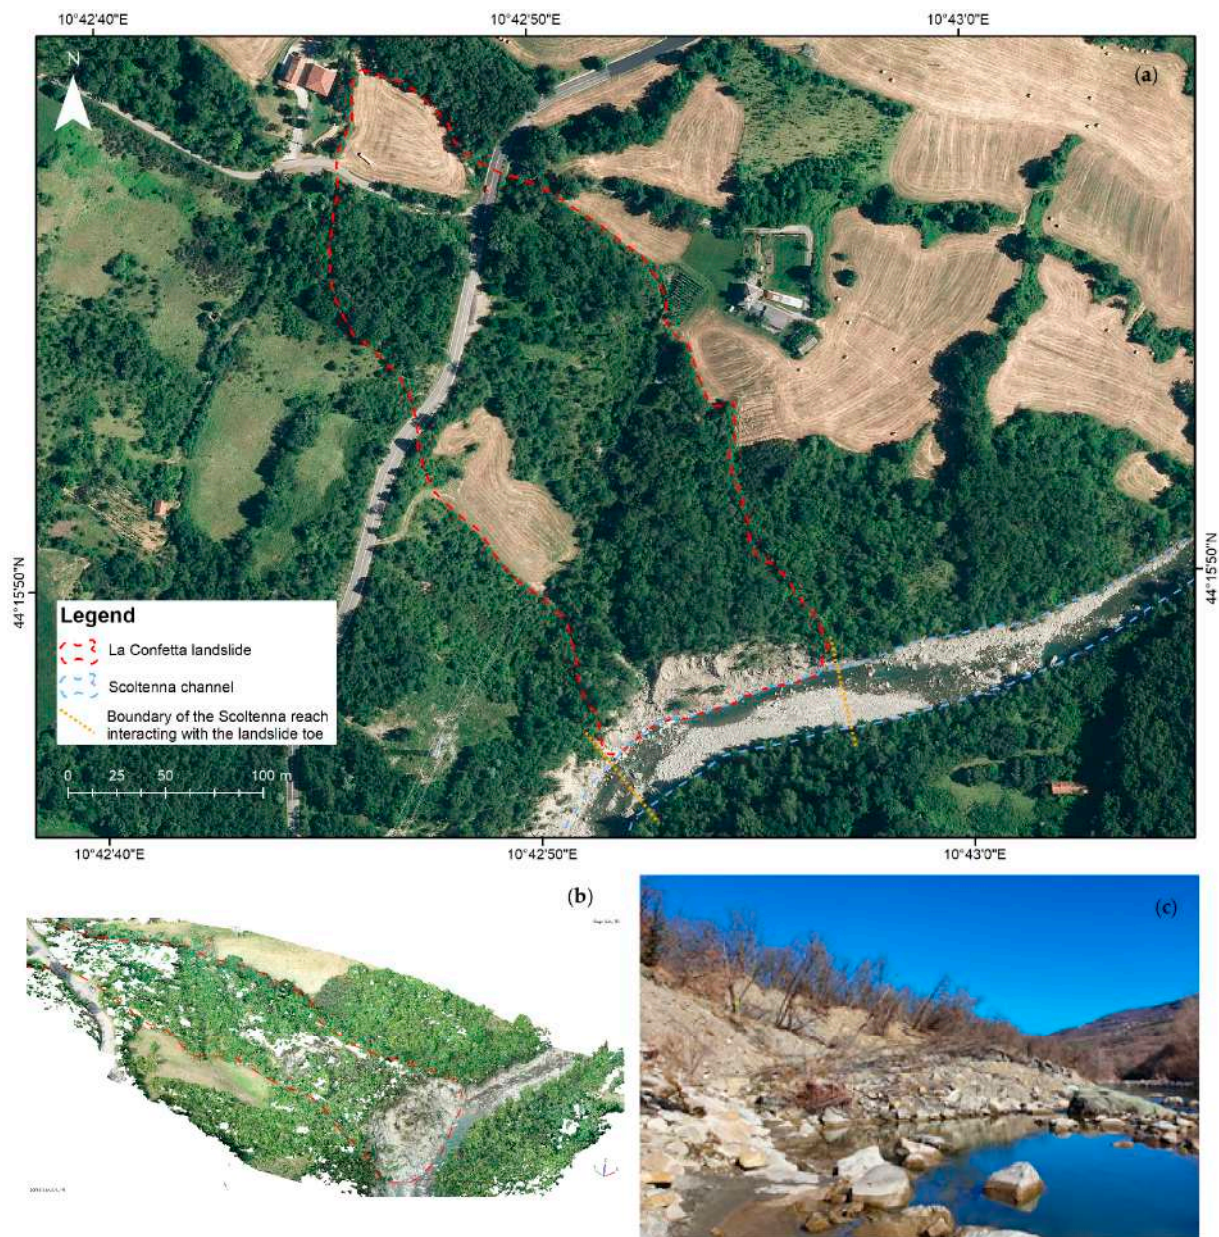 10°42'40"E
10°42'50"E
10°43'0"E
(a)
N
44°15'50"N
44°15'50"N
Legend
La Confetta landslide
Scoltenna channel
Boundary of the Scoltenna reach
interacting with the landslide toe
0 25 50 100 m
10°42'40"E
10°42'50"E
10°43'0"E
(b)
(c)